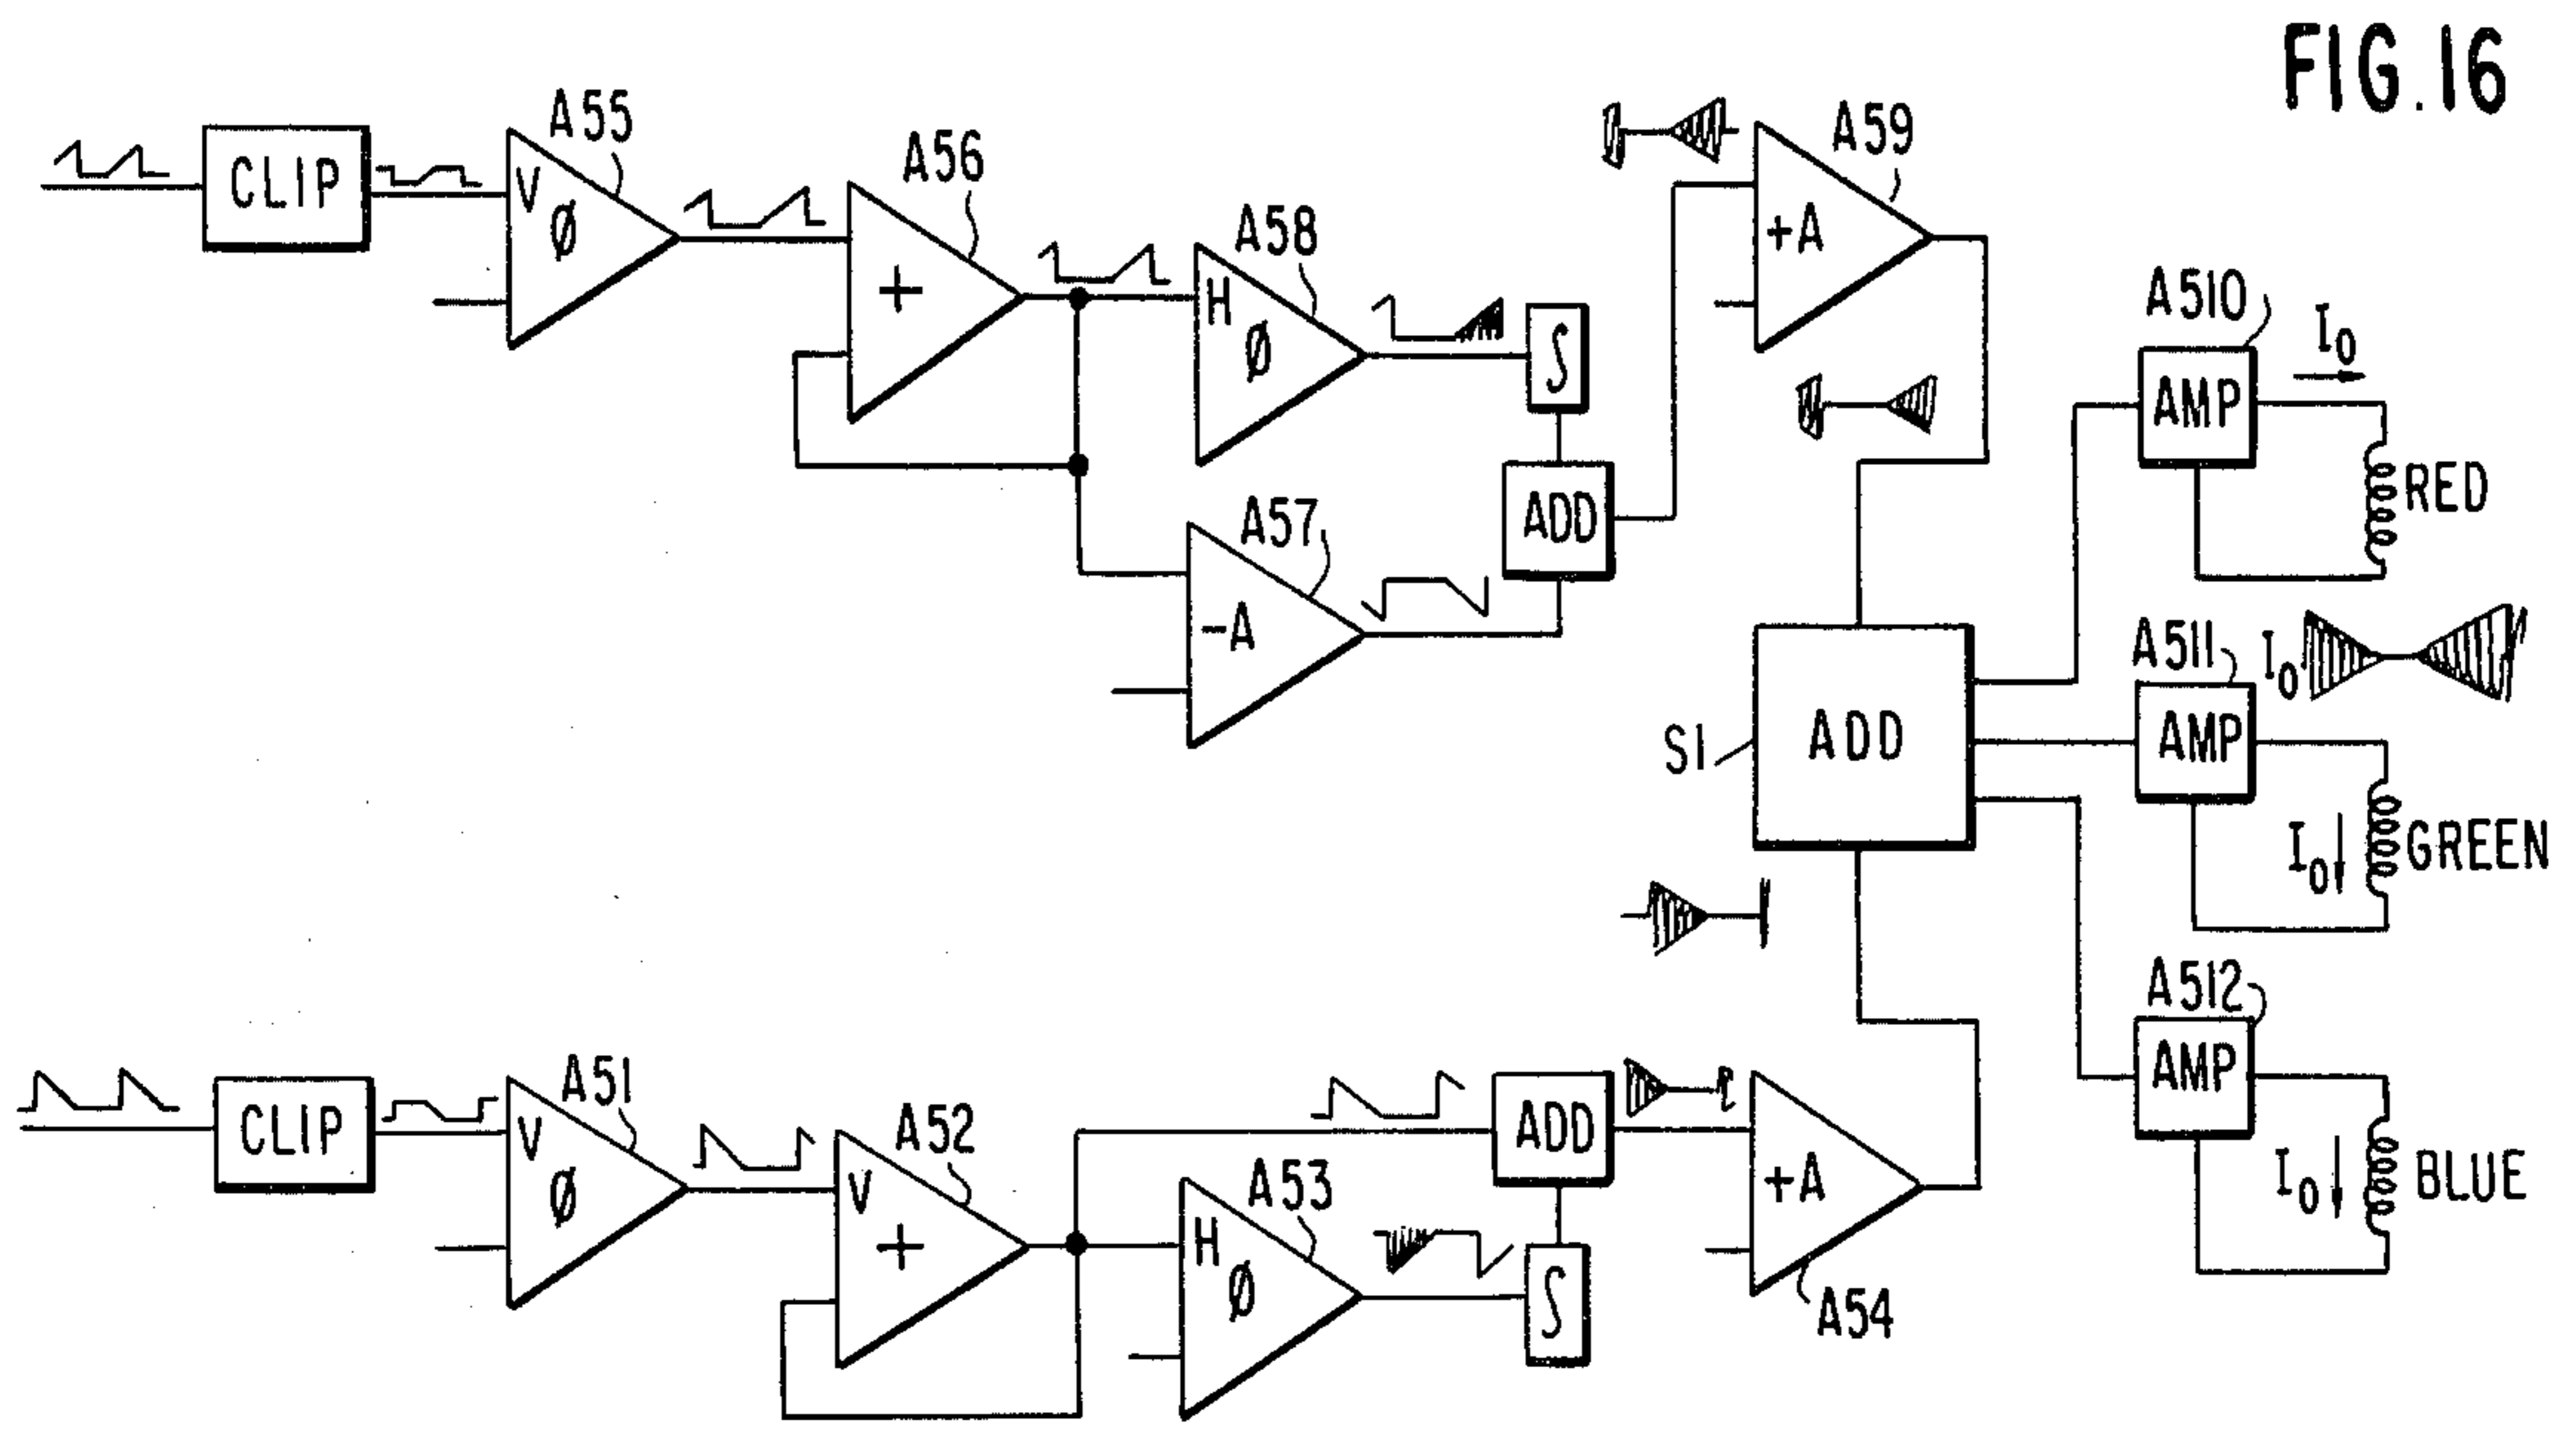 FIG. 16
CLIP
A55
V
Ø
A56
+
A58
H
Ø
S
A57
-A
ADD
A59
+A
A510
AMP
I0
RED
S1
ADD
A511
AMP
I0
I0
GREEN
A512
AMP
I0
BLUE
CLIP
A51
V
Ø
A52
V
+
A53
H
Ø
ADD
S
+A
A54